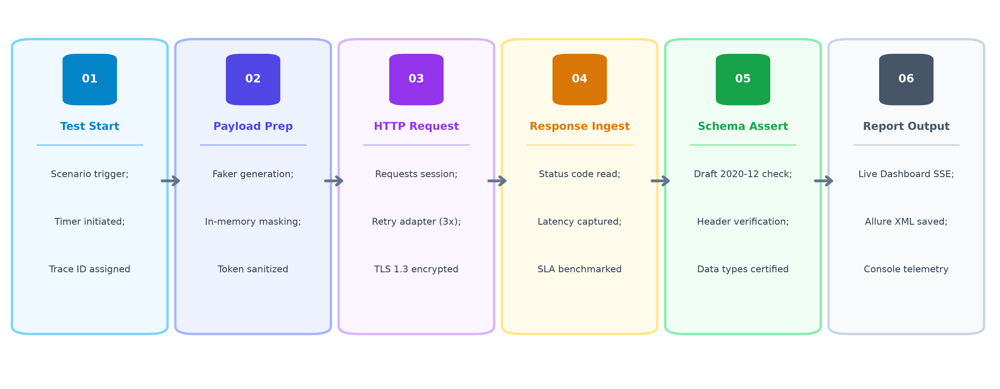 01
Test Start
Scenario trigger;
Timer initiated;
Trace ID assigned
02
Payload Prep
Faker generation;
In-memory masking;
Token sanitized
03
HTTP Request
Requests session;
Retry adapter (3x);
TLS 1.3 encrypted
04
Response Ingest
Status code read;
Latency captured;
SLA benchmarked
05
Schema Assert
Draft 2020-12 check;
Header verification;
Data types certified
06
Report Output
Live Dashboard SSE;
Allure XML saved;
Console telemetry